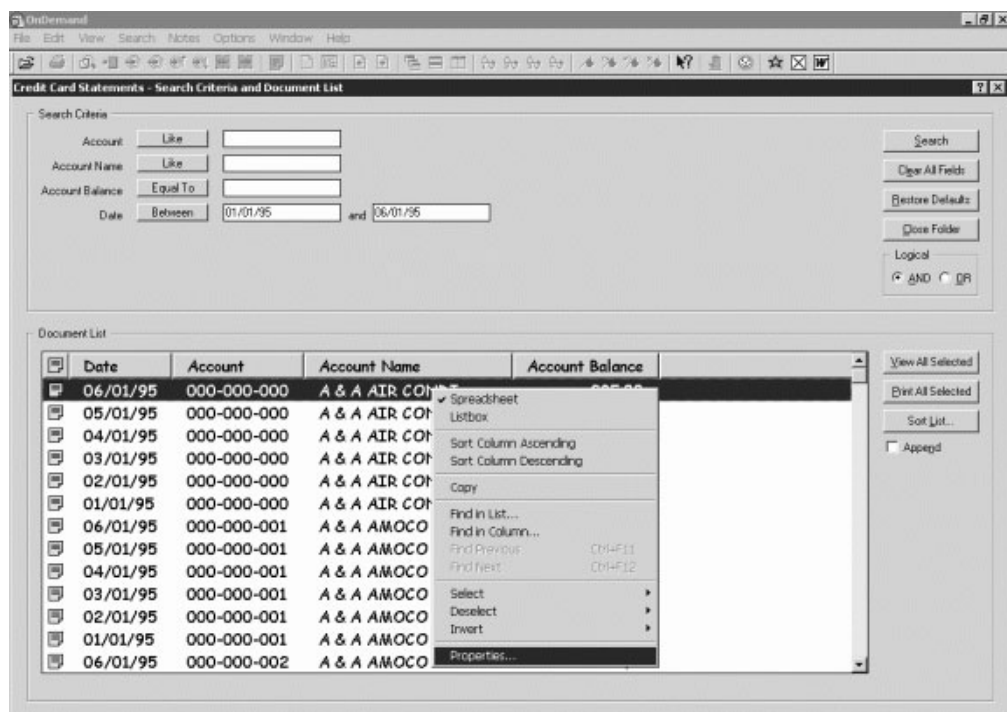 OnDemand
File Edit View Search Notes Options Window Help
Credit Card Statements - Search Criteria and Document List
Search Criteria
Account Like
Account Name Like
Account Balance Equal To
Date Between 01/01/95 and 06/01/95
Search
Clear All Fields
Restore Defaults
Close Folder
Logical
AND OR
Document List
Date Account Account Name Account Balance
06/01/95 000-000-000 A & A AIR
05/01/95 000-000-000 A & A AIR
04/01/95 000-000-000 A & A AIR
03/01/95 000-000-000 A & A AIR
02/01/95 000-000-000 A & A AIR
01/01/95 000-000-000 A & A AIR
06/01/95 000-000-001 A & A AMOCO
05/01/95 000-000-001 A & A AMOCO
04/01/95 000-000-001 A & A AMOCO
03/01/95 000-000-001 A & A AMOCO
02/01/95 000-000-001 A & A AMOCO
01/01/95 000-000-001 A & A AMOCO
06/01/95 000-000-002 A & A AMOCO
Spreadsheet
Listbox
Sort Column Ascending
Sort Column Descending
Copy
Find in List...
Find in Column...
Find Previous Ctrl+F11
Find Next Ctrl+F12
Select
Deselect
Invert
Properties...
View All Selected
Print All Selected
Sort List...
Append